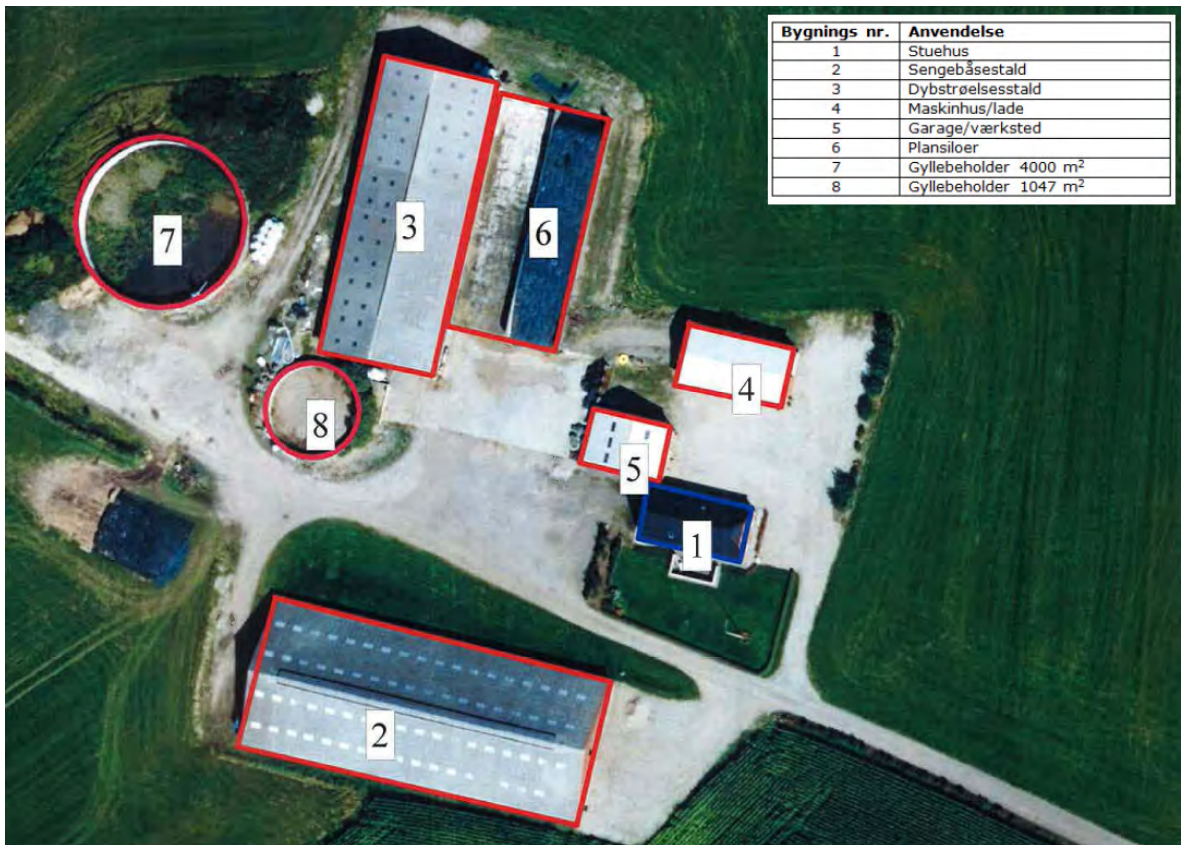 Bygnings nr. Anvendelse
1 Stuehus
2 Sengebåsestald
3 Dybstrøelsesstald
4 Maskinhus/lade
5 Garage/værksted
6 Plansiloer
7 Gyllebeholder 4000 m²
8 Gyllebeholder 1047 m²
3
6
7
4
8
5
1
2